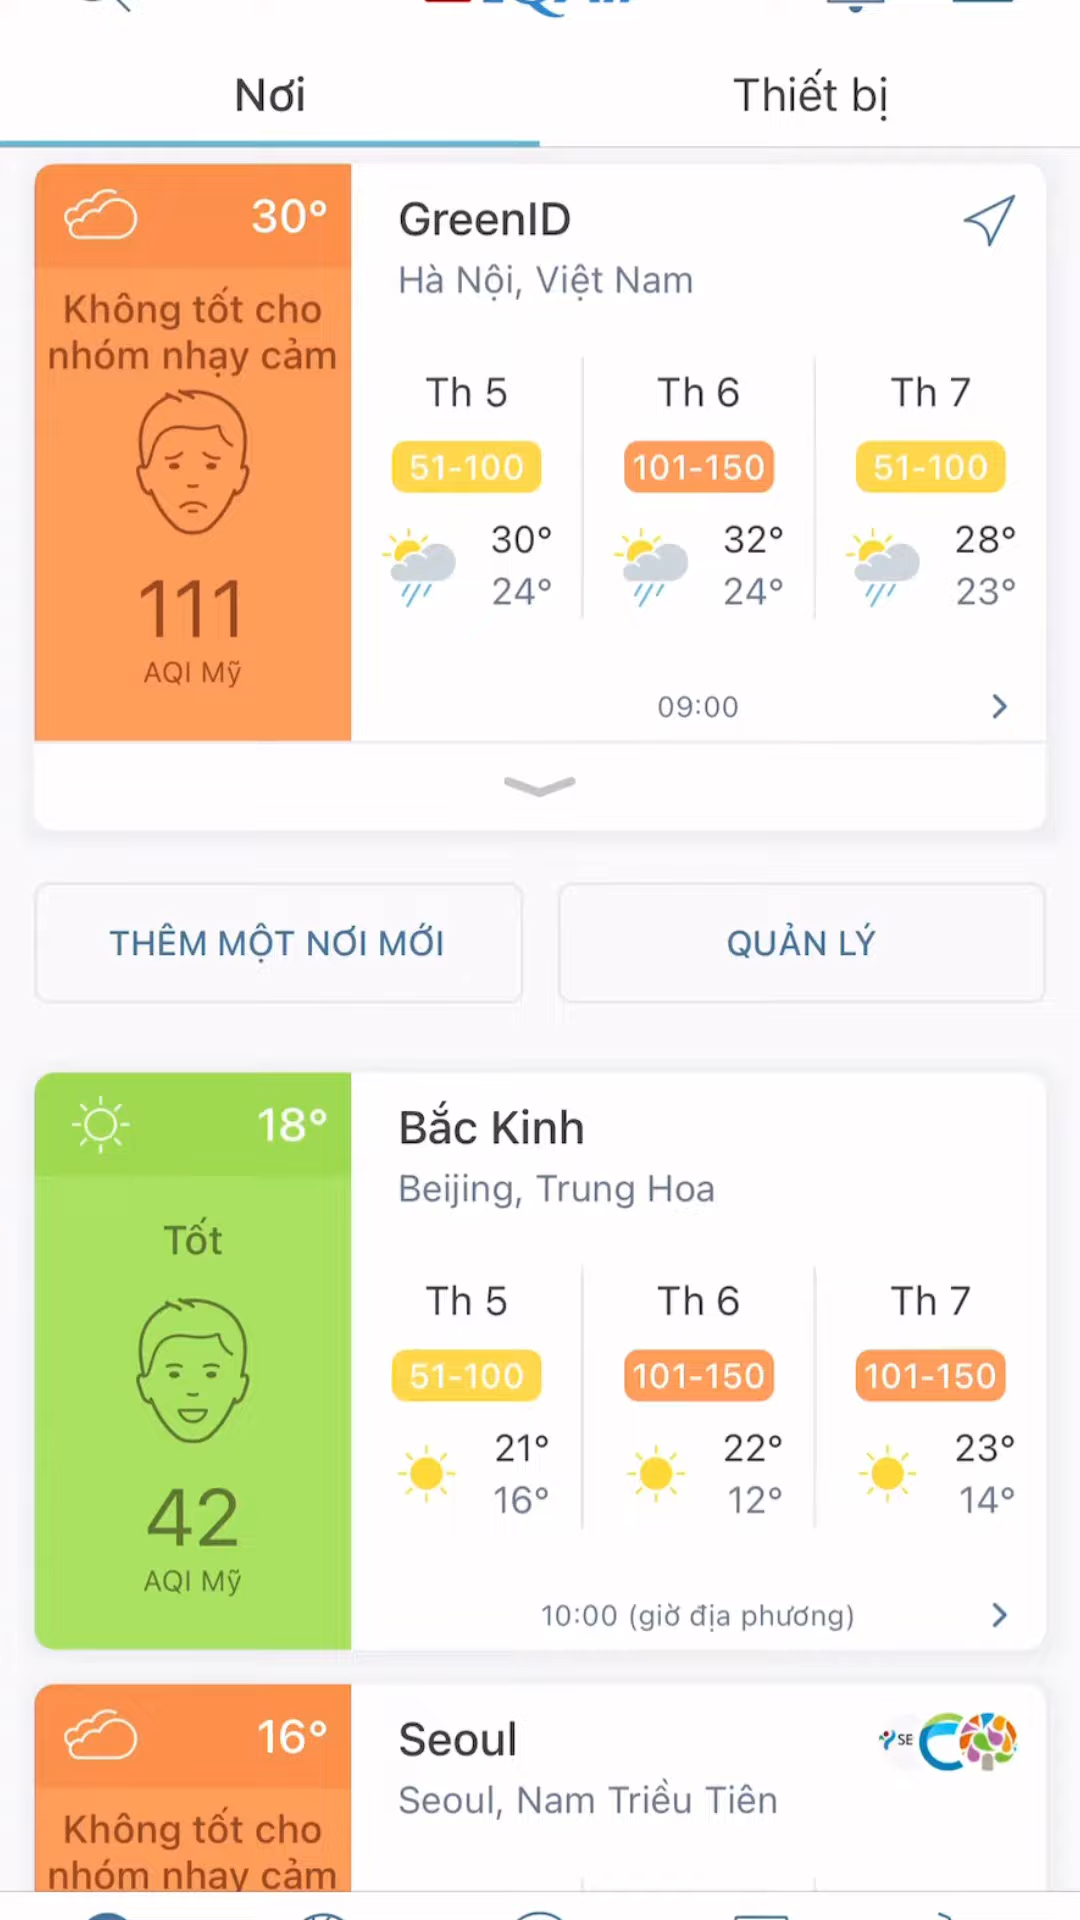 Nơi
Thiết bị
30°
GreenID
Hà Nội, Việt Nam
Không tốt cho
nhóm nhạy cảm
Th 5
Th 6
Th 7
51-100
101-150
51-100
30°
32°
28°
24°
24°
23°
111
AQI Mỹ
09:00
THÊM MỘT NƠI MỚI
QUẢN LÝ
18°
Bắc Kinh
Beijing, Trung Hoa
Tốt
Th 5
Th 6
Th 7
51-100
101-150
101-150
21°
22°
23°
16°
12°
14°
42
AQI Mỹ
10:00 (giờ địa phương)
16°
Seoul
SE
Seoul, Nam Triều Tiên
Không tốt cho
nhóm nhạy cảm